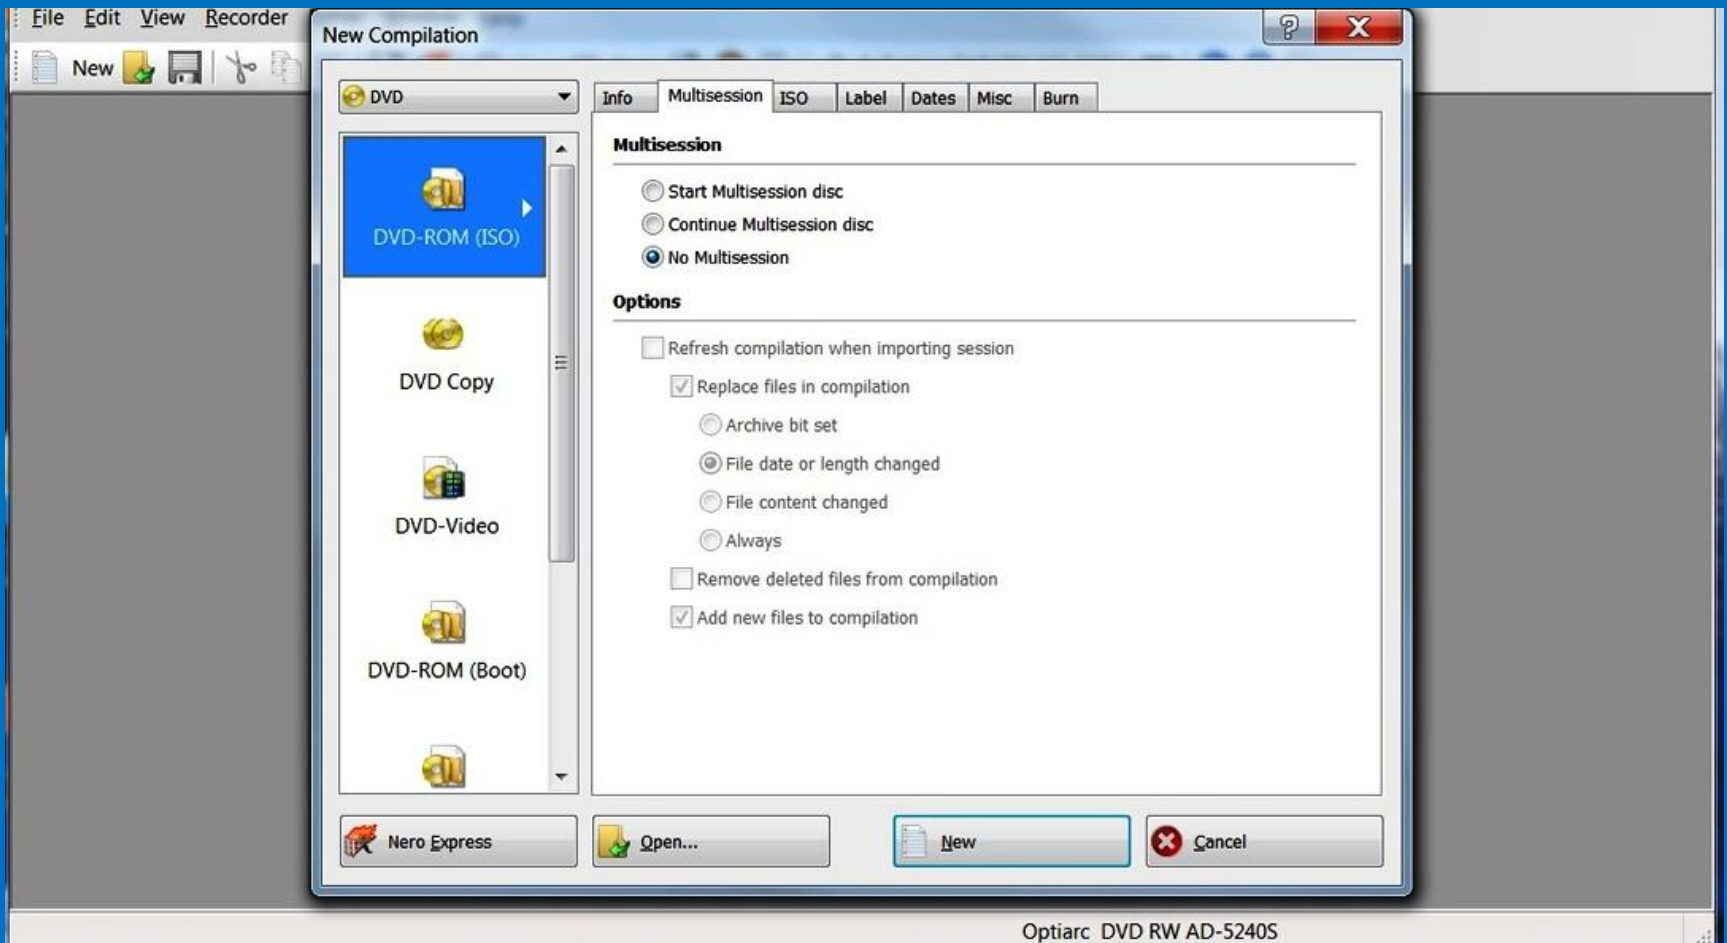 File Edit View Recorder
New Compilation
New
DVD
Info Multisession ISO Label Dates Misc Burn
DVD-ROM (ISO)
DVD Copy
DVD-Video
DVD-ROM (Boot)
Multisession
Start Multisession disc
Continue Multisession disc
No Multisession
Options
Refresh compilation when importing session
Replace files in compilation
Archive bit set
File date or length changed
File content changed
Always
Remove deleted files from compilation
Add new files to compilation
Nero Express
Open...
New
Cancel
Optiarc DVD RW AD-5240S